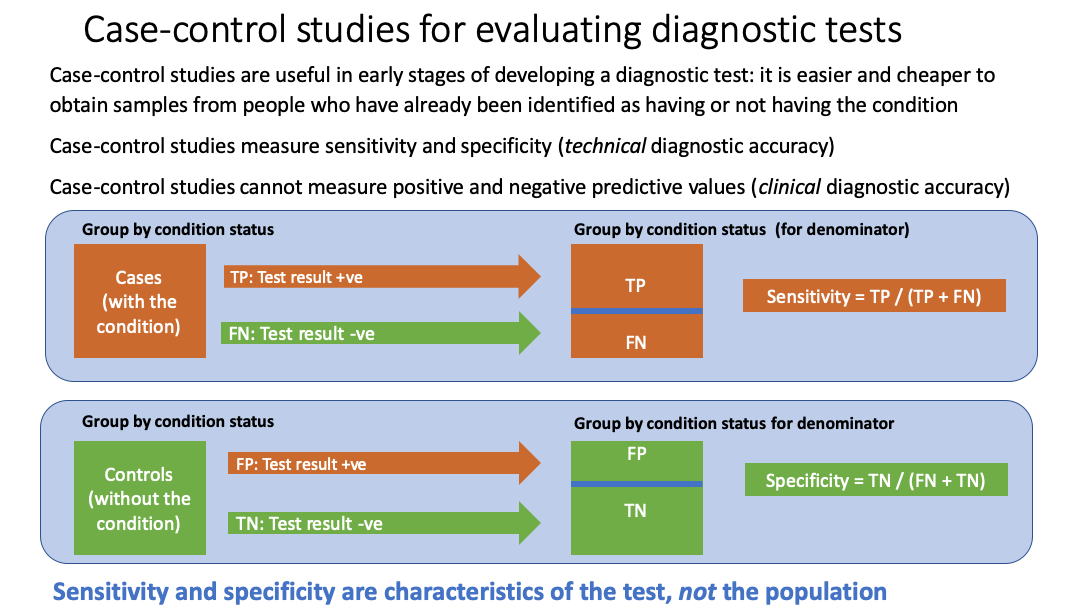 Case-control studies for evaluating diagnostic tests
Case-control studies are useful in early stages of developing a diagnostic test: it is easier and cheaper to
obtain samples from people who have already been identified as having or not having the condition
Case-control studies measure sensitivity and specificity (technical diagnostic accuracy)
Case-control studies cannot measure positive and negative predictive values (clinical diagnostic accuracy)
Group by condition status
Group by condition status (for denominator)
Cases
(with the
condition)
TP: Test result +ve
FN: Test result -ve
TP
FN
Sensitivity = TP / (TP + FN)
Group by condition status
Group by condition status for denominator
Controls
(without the
condition)
FP: Test result +ve
TN: Test result -ve
FP
TN
Specificity = TN / (FN + TN)
Sensitivity and specificity are characteristics of the test, not the population